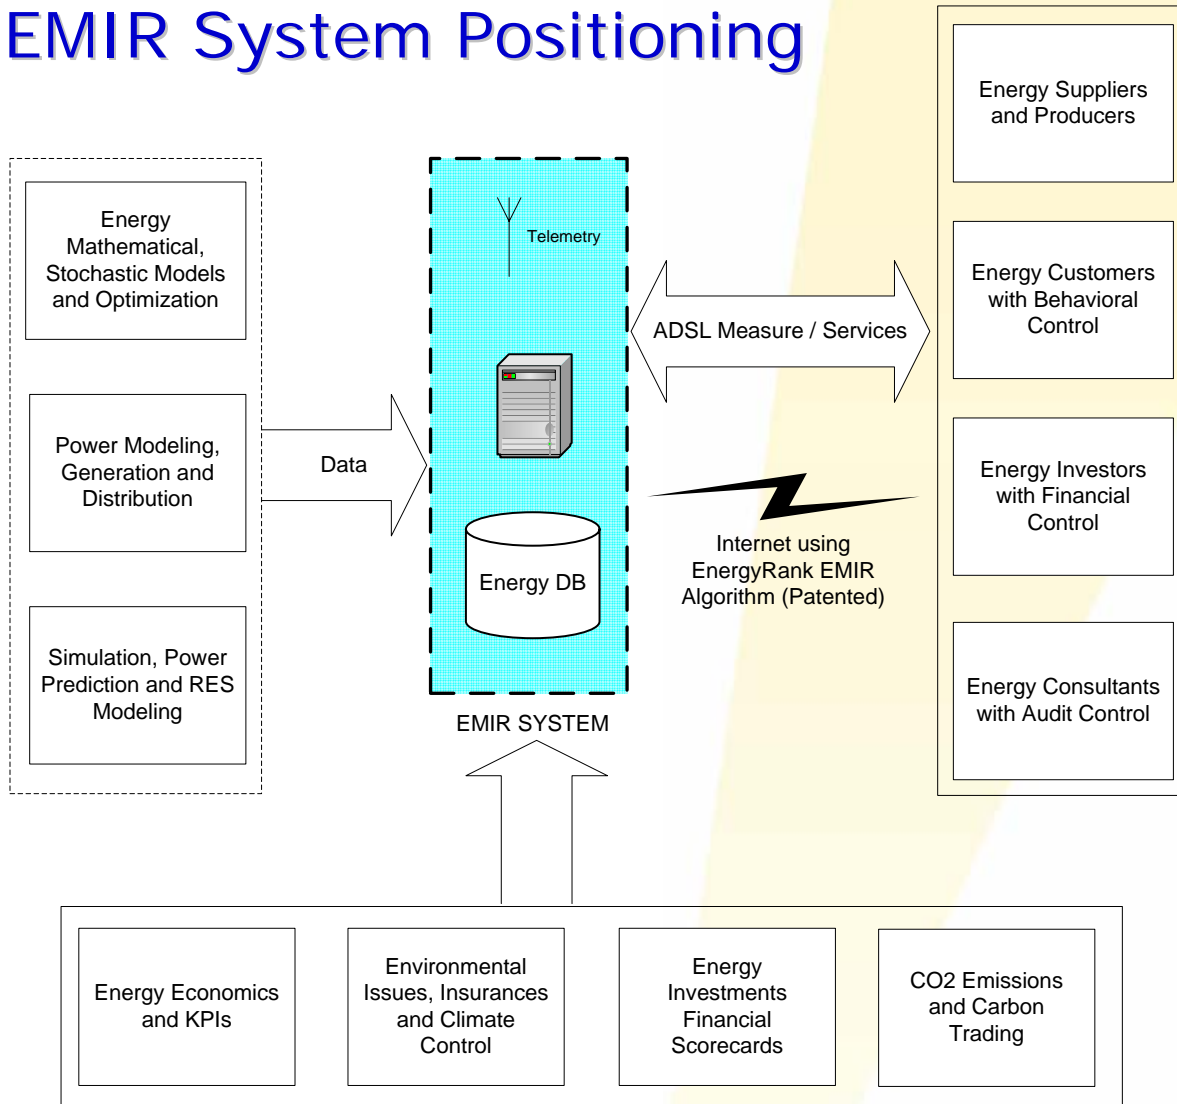 EMIR System Positioning
Energy Suppliers
and Producers
Energy
Mathematical,
Stochastic Models
and Optimization
Telemetry
Energy Customers
with Behavioral
Control
ADSL Measure / Services
Power Modeling,
Generation and
Distribution
Data
Energy Investors
with Financial
Control
Internet using
EnergyRank EMIR
Algorithm (Patented)
Energy DB
Simulation, Power
Prediction and RES
Modeling
Energy Consultants
with Audit Control
EMIR SYSTEM
Energy Economics
and KPIs
Environmental
Issues, Insurances
and Climate
Control
Energy
Investments
Financial
Scorecards
CO2 Emissions
and Carbon
Trading